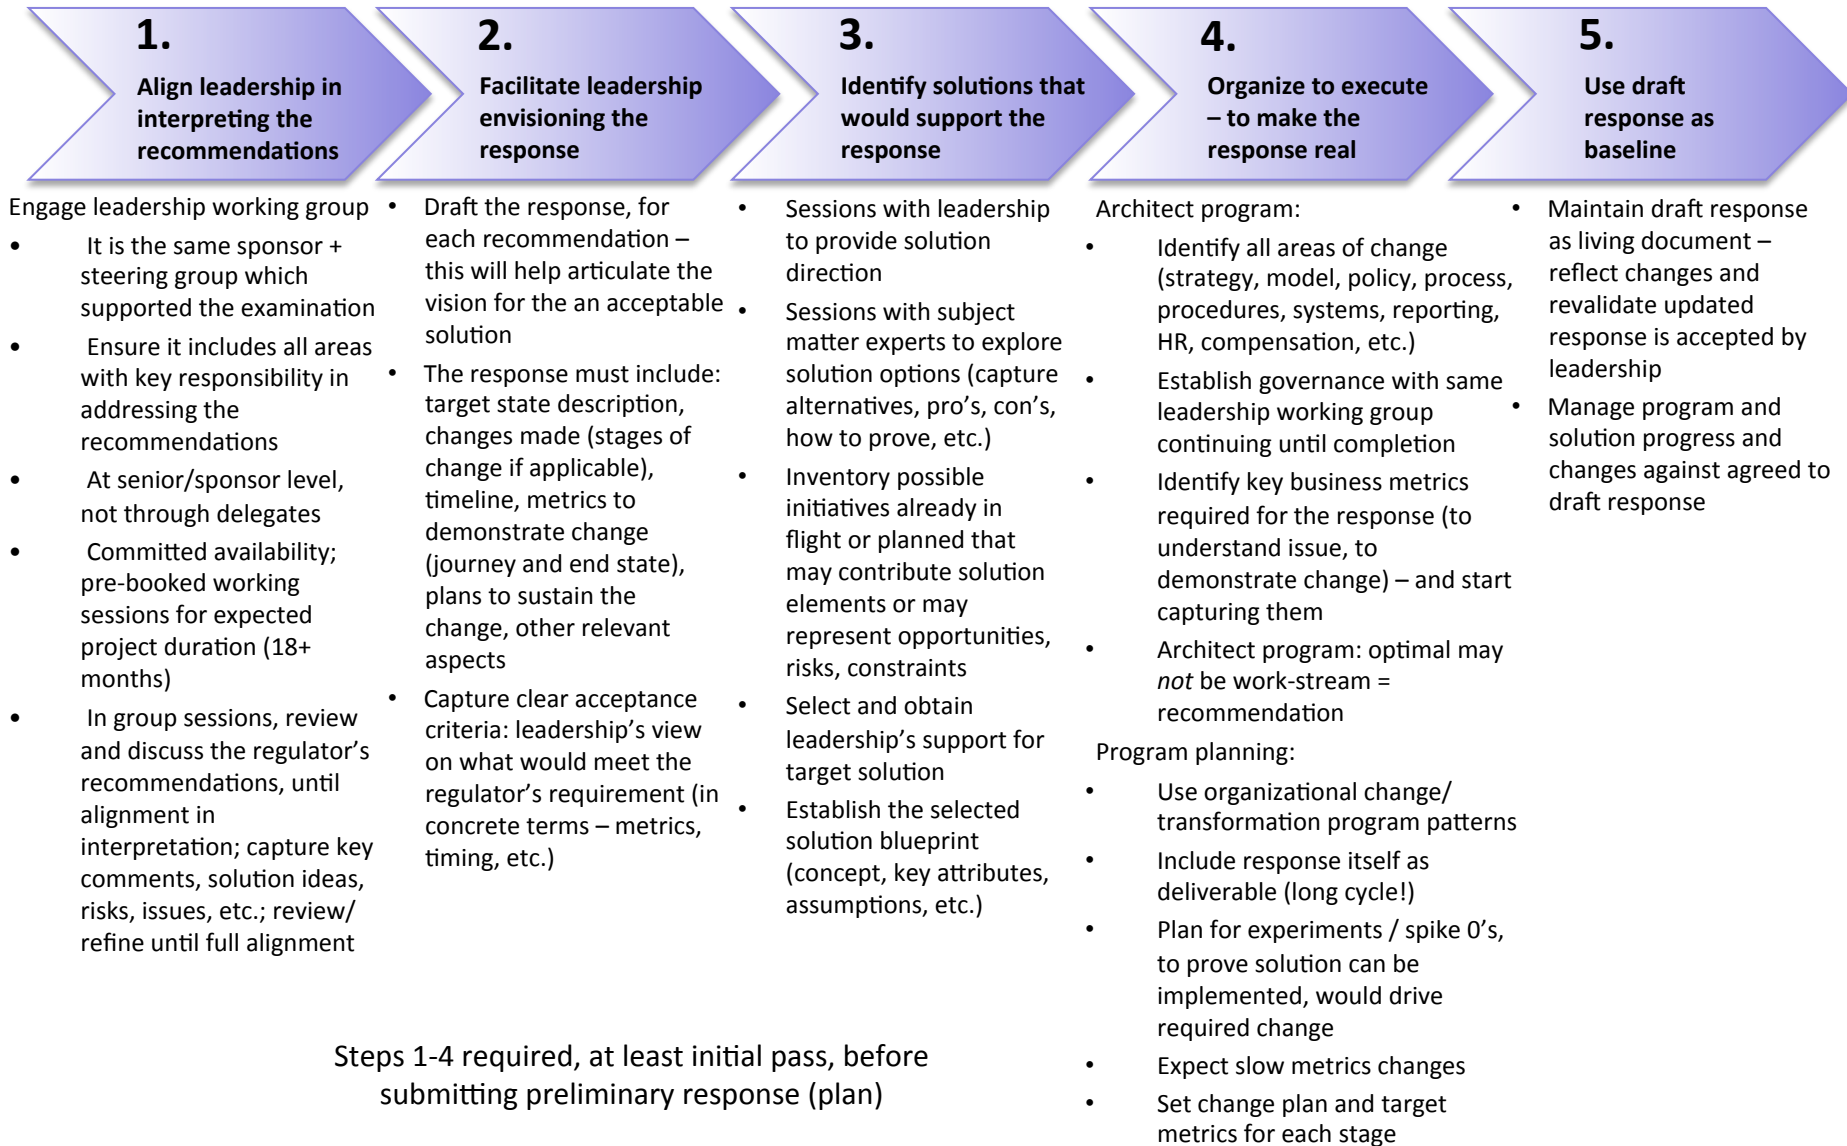 1.
Align leadership in
interpreting the
recommendations
2.
Facilitate leadership
envisioning the
response
3.
Identify solutions that
would support the
response
4.
Organize to execute
– to make the
response real
5.
Use draft
response as
baseline
Engage leadership working group
• It is the same sponsor +
steering group which
supported the examination
• Ensure it includes all areas
with key responsibility in
addressing the
recommendations
• At senior/sponsor level,
not through delegates
• Committed availability;
pre-booked working
sessions for expected
project duration (18+
months)
• In group sessions, review
and discuss the regulator’s
recommendations, until
alignment in
interpretation; capture key
comments, solution ideas,
risks, issues, etc.; review/
refine until full alignment
• Draft the response, for
each recommendation –
this will help articulate the
vision for the an acceptable
solution
• The response must include:
target state description,
changes made (stages of
change if applicable),
timeline, metrics to
demonstrate change
(journey and end state),
plans to sustain the
change, other relevant
aspects
• Capture clear acceptance
criteria: leadership’s view
on what would meet the
regulator’s requirement (in
concrete terms – metrics,
timing, etc.)
• Sessions with leadership
to provide solution
direction
• Sessions with subject
matter experts to explore
solution options (capture
alternatives, pro’s, con’s,
how to prove, etc.)
• Inventory possible
initiatives already in
flight or planned that
may contribute solution
elements or may
represent opportunities,
risks, constraints
• Select and obtain
leadership’s support for
target solution
• Establish the selected
solution blueprint
(concept, key attributes,
assumptions, etc.)
Architect program:
• Identify all areas of change
(strategy, model, policy, process,
procedures, systems, reporting,
HR, compensation, etc.)
• Establish governance with same
leadership working group
continuing until completion
• Identify key business metrics
required for the response (to
understand issue, to
demonstrate change) – and start
capturing them
• Architect program: optimal may
not be work-stream =
recommendation
Program planning:
• Use organizational change/
transformation program patterns
• Include response itself as
deliverable (long cycle!)
• Plan for experiments / spike 0’s,
to prove solution can be
implemented, would drive
required change
• Expect slow metrics changes
• Set change plan and target
metrics for each stage
• Maintain draft response
as living document –
reflect changes and
revalidate updated
response is accepted by
leadership
• Manage program and
solution progress and
changes against agreed to
draft response
Steps 1-4 required, at least initial pass, before
submitting preliminary response (plan)